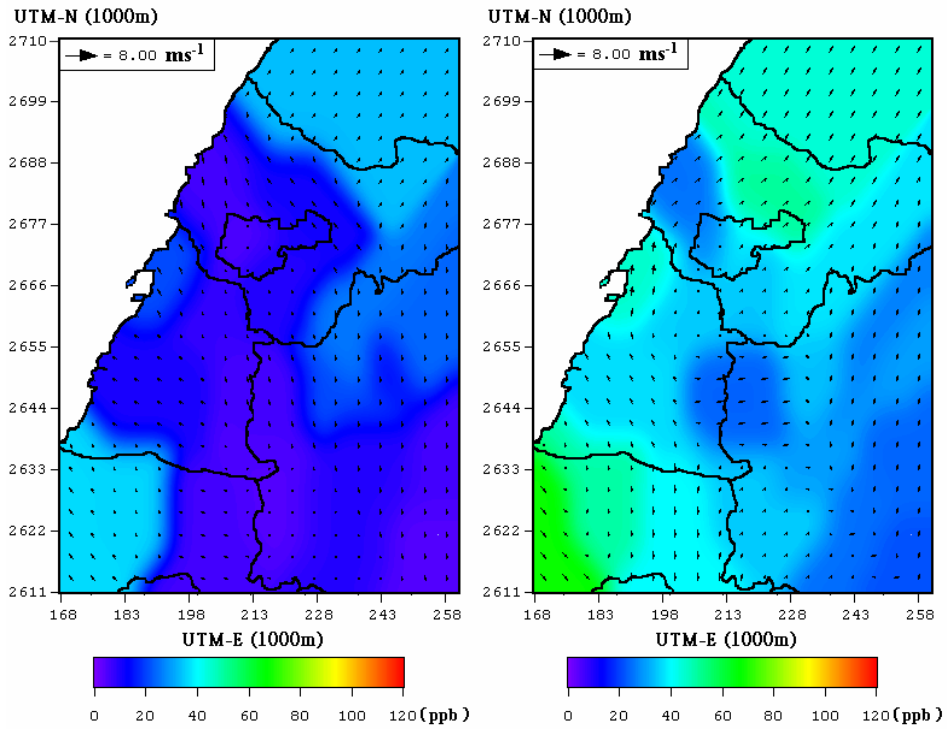 UTM-N (1000m)
= 8.00 ms-1
2710
2699
2688
2677
2666
2655
2644
2633
2622
2611
168 183 198 213 228 243 258
UTM-E (1000m)
0 20 40 60 80 100 120 (ppb)
UTM-N (1000m)
= 8.00 ms-1
2710
2699
2688
2677
2666
2655
2644
2633
2622
2611
168 183 198 213 228 243 258
UTM-E (1000m)
0 20 40 60 80 100 120 (ppb)